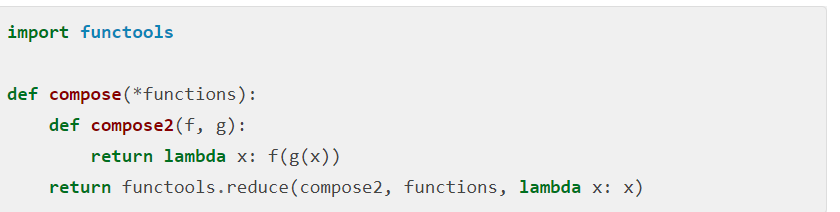 import functools
def compose(*functions):
    def compose2(f, g):
        return lambda x: f(g(x))
    return functools.reduce(compose2, functions, lambda x: x)